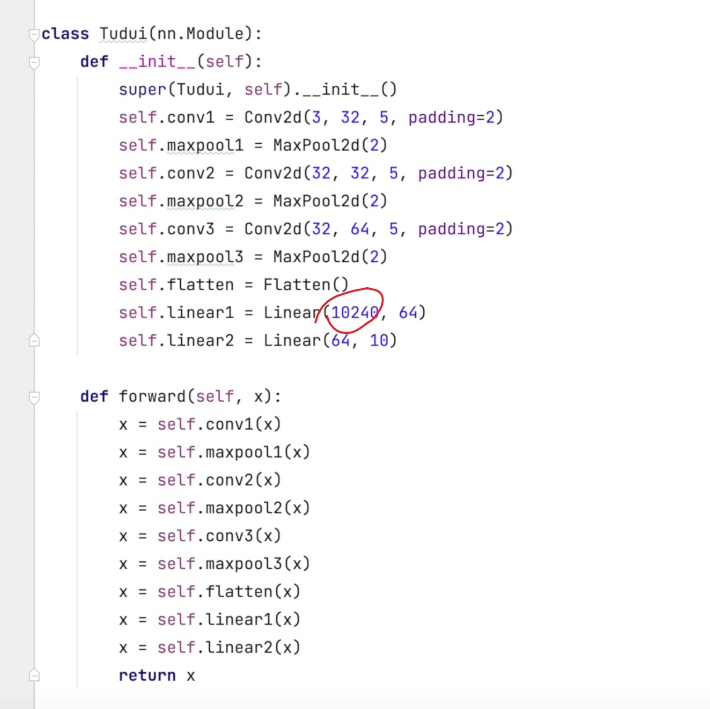 class Tudui(nn.Module):
    def __init__(self):
        super(Tudui, self).__init__()
        self.conv1 = Conv2d(3, 32, 5, padding=2)
        self.maxpool1 = MaxPool2d(2)
        self.conv2 = Conv2d(32, 32, 5, padding=2)
        self.maxpool2 = MaxPool2d(2)
        self.conv3 = Conv2d(32, 64, 5, padding=2)
        self.maxpool3 = MaxPool2d(2)
        self.flatten = Flatten()
        self.linear1 = Linear(10240, 64)
        self.linear2 = Linear(64, 10)
    def forward(self, x):
        x = self.conv1(x)
        x = self.maxpool1(x)
        x = self.conv2(x)
        x = self.maxpool2(x)
        x = self.conv3(x)
        x = self.maxpool3(x)
        x = self.flatten(x)
        x = self.linear1(x)
        x = self.linear2(x)
        return x